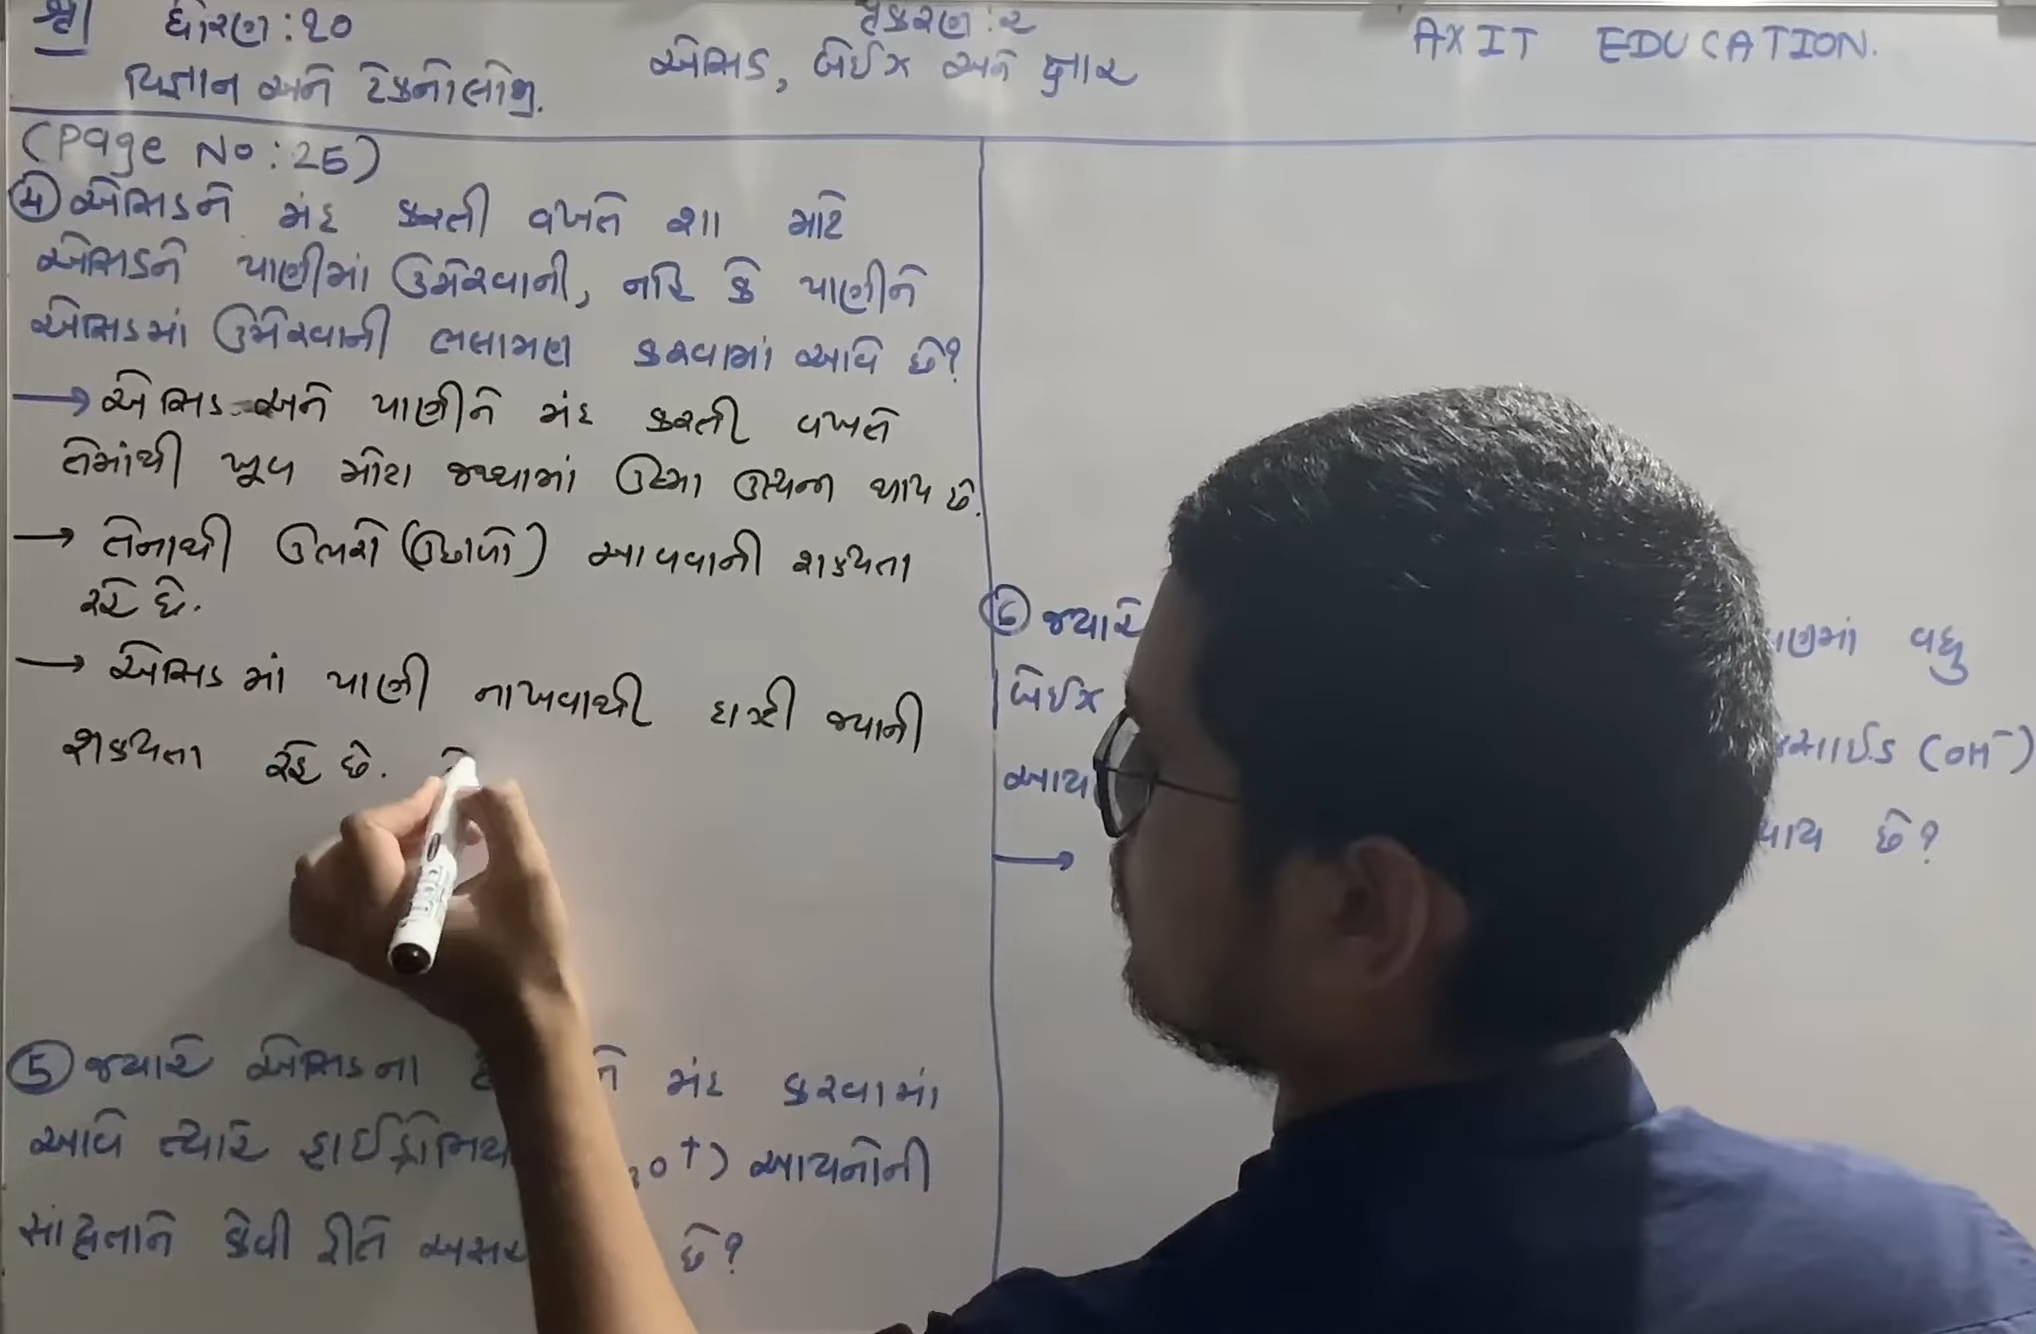 ધોરણ : ૧૦
પ્રકરણ : ૨
AXIT EDUCATION.
વિજ્ઞાન અને ટેકનોલોજી.
એસિડ, બેઈઝ અને ક્ષાર
(Page No : 25)
④ એસિડને મંદ કરતી વખતે શા માટે
એસિડને પાણીમાં ઉમેરવાની, નહિ કે પાણીને
એસિડમાં ઉમેરવાની ભલામણ કરવામાં આવે છે?
→ એસિડ અને પાણીને મંદ કરતી વખતે
તેમાંથી ખૂબ મોટા જથ્થામાં ઉષ્મા ઉત્પન્ન થાય છે.
→ તેનાથી ઉભરો (ઉછાળો) આવવાની શક્યતા
રહે છે.
→ એસિડ માં પાણી નાખવાથી દાઝી જવાની
શક્યતા રહે છે.
⑤ જ્યારે એસિડના ને મંદ કરવામાં
આવે ત્યારે હાઈડ્રોનિય ₃O⁺) આયનોની
સાંદ્રતાને કેવી રીતે અસર છે?
⑥ જ્યારે ણમાં વધુ
બેઈઝ
આય ક્સાઈડ (OH⁻)
થાય છે?
→